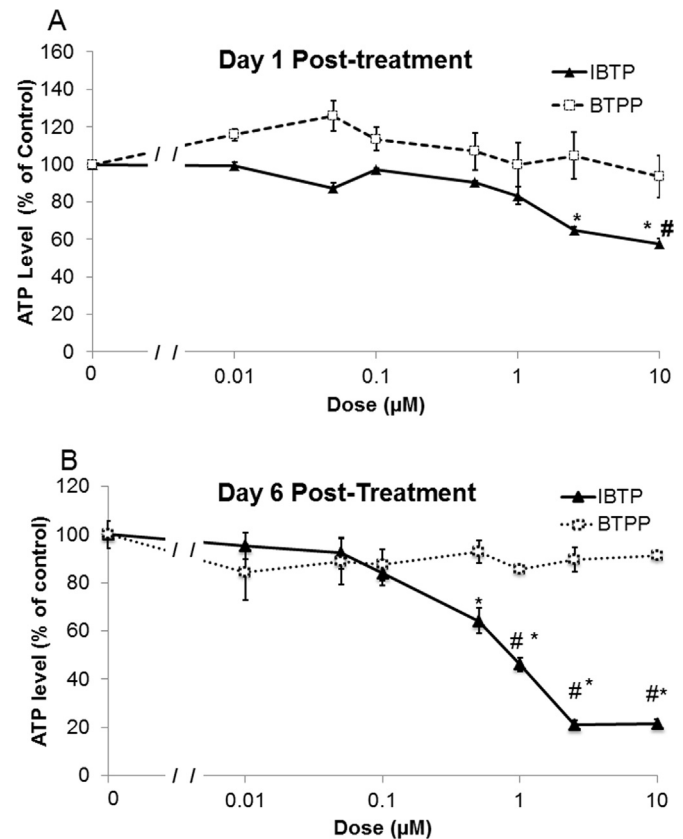 A
Day 1 Post-treatment
IBTP
BTPP
ATP Level (% of Control)
160
140
120
100
80
60
40
20
0
/ /
/ /
*
* #
0 0.01 0.1 1 10
Dose (µM)
B
Day 6 Post-Treatment
IBTP
BTPP
ATP level (% of control)
120
100
80
60
40
20
0
/ /
/ /
*
# *
# *
#*
0 0.01 0.1 1 10
Dose (µM)